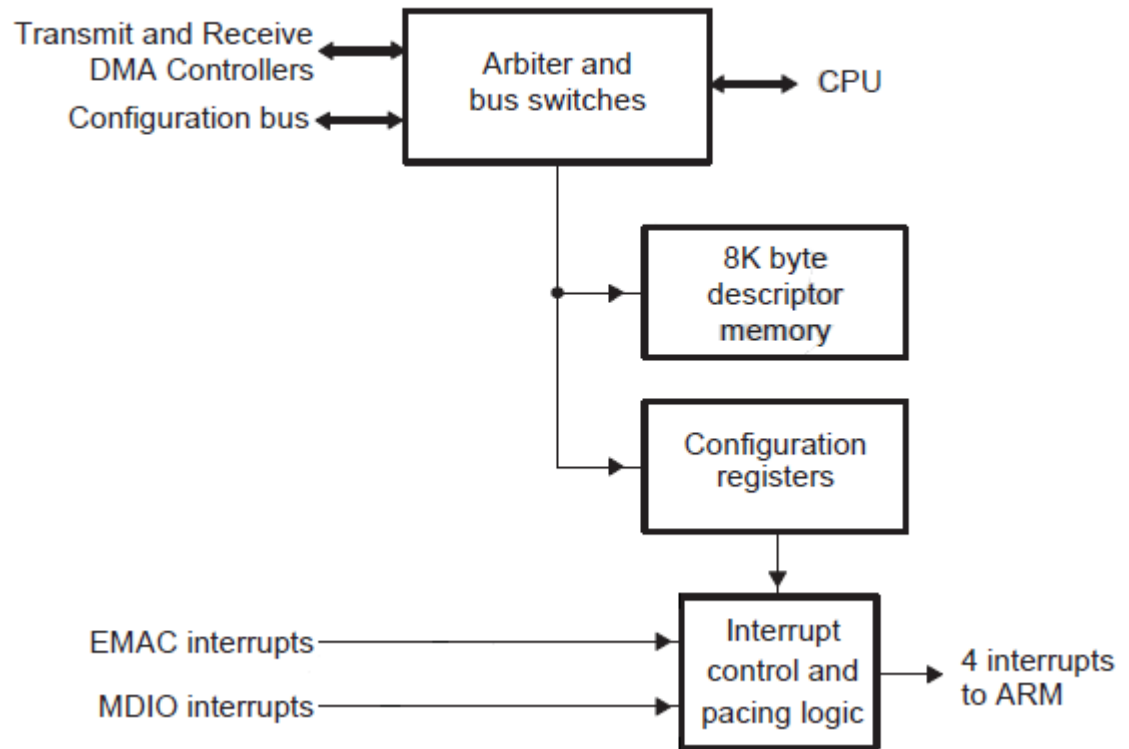 Transmit and Receive
DMA Controllers
Configuration bus
Arbiter and
bus switches
CPU
8K byte
descriptor
memory
Configuration
registers
EMAC interrupts
MDIO interrupts
Interrupt
control and
pacing logic
4 interrupts
to ARM